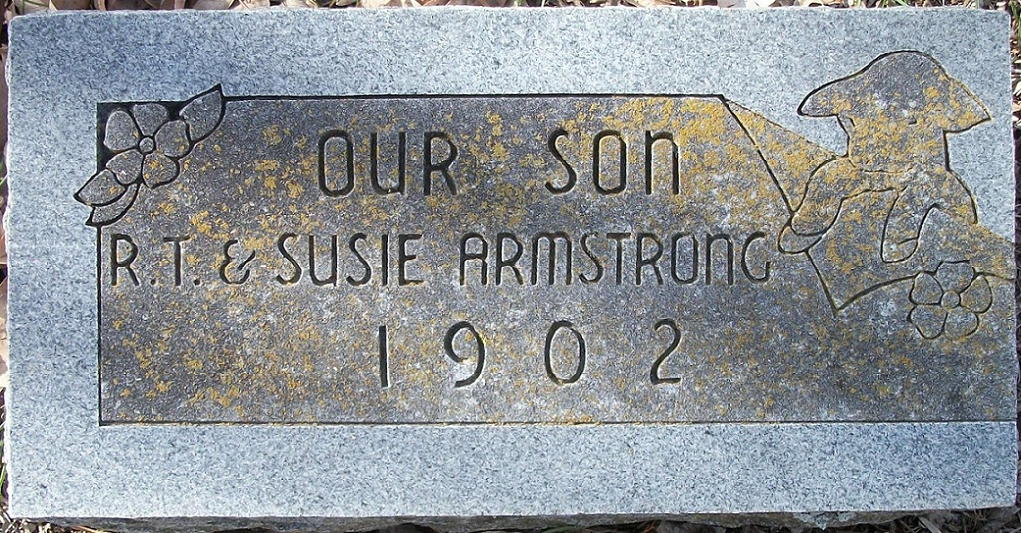 OUR SON
R.T. & SUSIE ARMSTRONG
1902